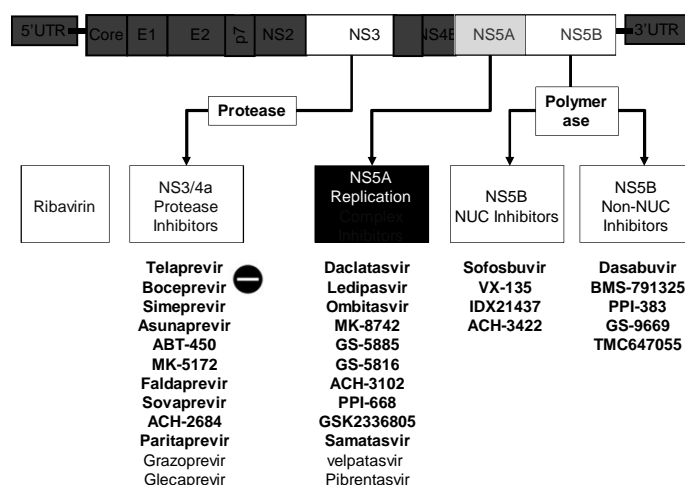 5'UTR Core E1 E2 p7 NS2 NS3 NS4B NS5A NS5B 3'UTR
Protease
Polymer
ase
Ribavirin
NS3/4a
Protease
Inhibitors
NS5A
Replication
Complex
Inhibitors
NS5B
NUC Inhibitors
NS5B
Non-NUC
Inhibitors
Telaprevir
Boceprevir
Simeprevir
Asunaprevir
ABT-450
MK-5172
Faldaprevir
Sovaprevir
ACH-2684
Paritaprevir
Grazoprevir
Glecaprevir
Daclatasvir
Ledipasvir
Ombitasvir
MK-8742
GS-5885
GS-5816
ACH-3102
PPI-668
GSK2336805
Samatasvir
velpatasvir
Pibrentasvir
Sofosbuvir
VX-135
IDX21437
ACH-3422
Dasabuvir
BMS-791325
PPI-383
GS-9669
TMC647055